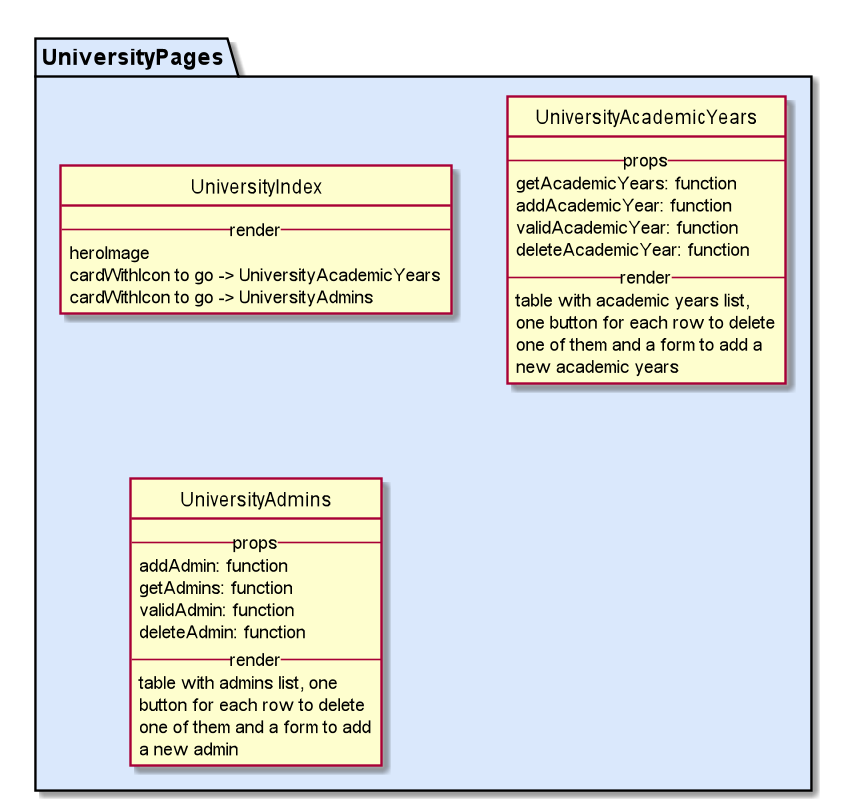 UniversityPages
UniversityIndex
render
heroImage
cardWithIcon to go -> UniversityAcademicYears
cardWithIcon to go -> UniversityAdmins
UniversityAcademicYears
props
getAcademicYears: function
addAcademicYear: function
validAcademicYear: function
deleteAcademicYear: function
render
table with academic years list,
one button for each row to delete
one of them and a form to add a
new academic years
UniversityAdmins
props
addAdmin: function
getAdmins: function
validAdmin: function
deleteAdmin: function
render
table with admins list, one
button for each row to delete
one of them and a form to add
a new admin